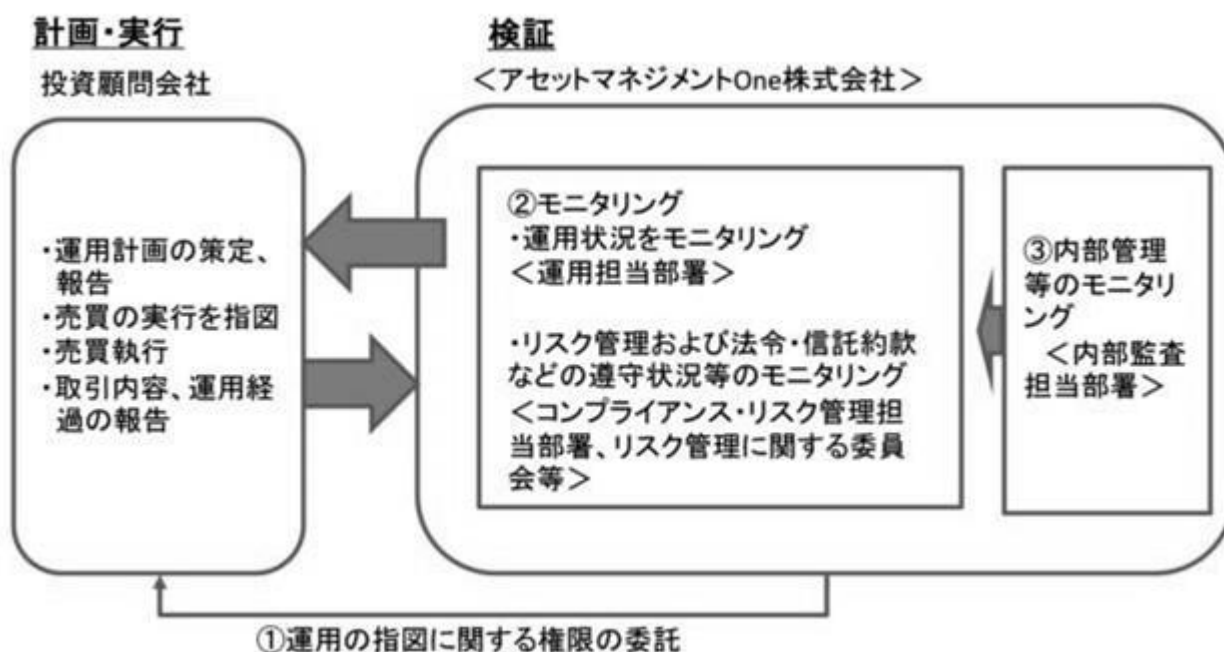 計画・実行
投資顧問会社
・運用計画の策定、
報告
・売買の実行を指図
・売買執行
・取引内容、運用経
過の報告
検証
＜アセットマネジメントOne株式会社＞
②モニタリング
・運用状況をモニタリング
＜運用担当部署＞
・リスク管理および法令・信託約款
などの遵守状況等のモニタリング
＜コンプライアンス・リスク管理担
当部署、リスク管理に関する委員
会等＞
③内部管理
等のモニタリ
ング
＜内部監査
担当部署＞
①運用の指図に関する権限の委託